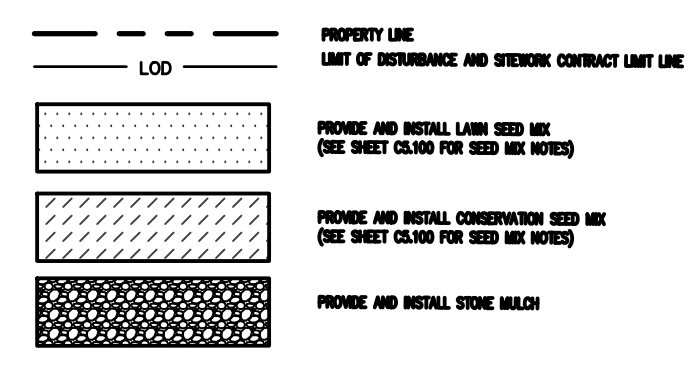 PROPERTY LINE
LOD
LIMIT OF DISTURBANCE AND SITEWORK CONTRACT LIMIT LINE
PROVIDE AND INSTALL LAWN SEED MIX
(SEE SHEET C5.100 FOR SEED MIX NOTES)
PROVIDE AND INSTALL CONSERVATION SEED MIX
(SEE SHEET C5.100 FOR SEED MIX NOTES)
PROVIDE AND INSTALL STONE MULCH